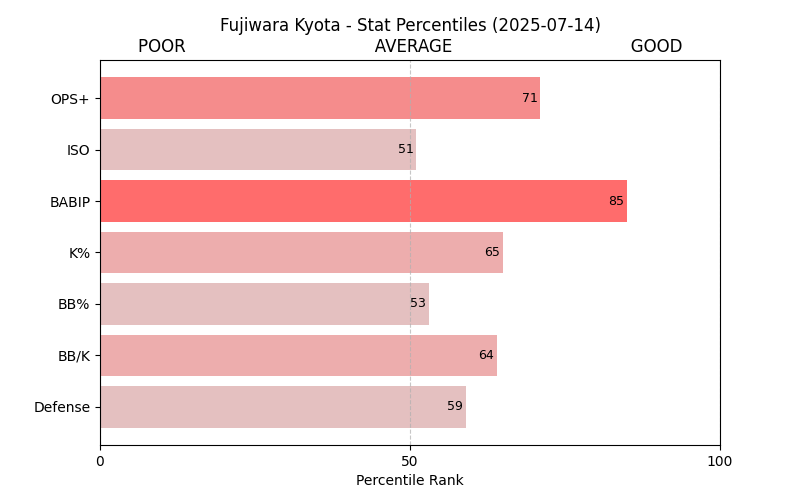 Fujiwara Kyota - Stat Percentiles (2025-07-14)
POOR AVERAGE GOOD
OPS+ 71
ISO 51
BABIP 85
K% 65
BB% 53
BB/K 64
Defense 59
0 50 100
Percentile Rank